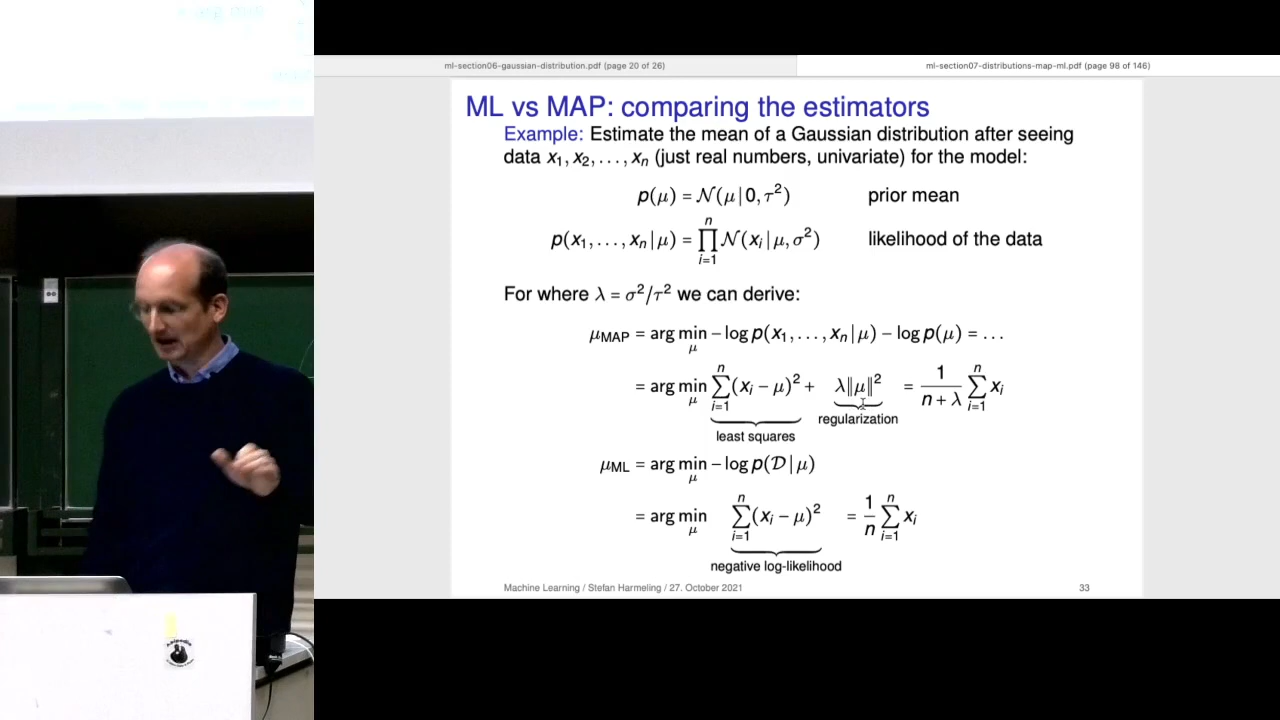 ml-section06-gaussian-distribution.pdf (page 20 of 26)
ml-section07-distributions-map-ml.pdf (page 98 of 146)
ML vs MAP: comparing the estimators
Example: Estimate the mean of a Gaussian distribution after seeing
data x₁, x₂, . . . , xₙ (just real numbers, univariate) for the model:
p(μ) = 𝒩(μ | 0, τ²) prior mean
p(x₁, . . . , xₙ | μ) = ∏ᵢ₌₁ⁿ 𝒩(xᵢ | μ, σ²) likelihood of the data
For where λ = σ²/τ² we can derive:
μMAP = arg min μ − log p(x₁, . . . , xₙ | μ) − log p(μ) = . . .
= arg min μ ∑ᵢ₌₁ⁿ (xᵢ − μ)² + λ‖μ‖² = 1/(n + λ) ∑ᵢ₌₁ⁿ xᵢ
least squares regularization
μML = arg min μ − log p(𝒟 | μ)
= arg min μ ∑ᵢ₌₁ⁿ (xᵢ − μ)² = 1/n ∑ᵢ₌₁ⁿ xᵢ
negative log-likelihood
Machine Learning / Stefan Harmeling / 27. October 2021 33